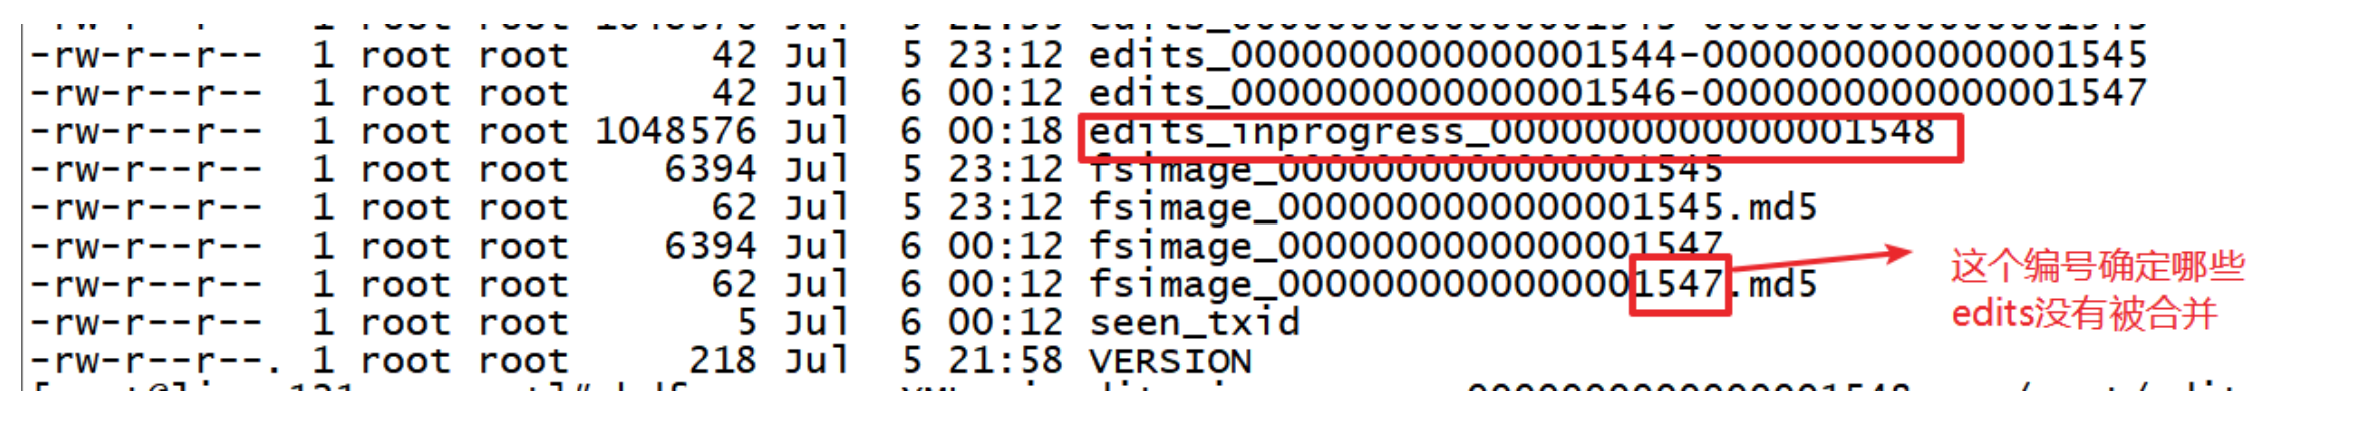 -rw-r--r-- 1 root root 42 Jul 5 23:12 edits_0000000000000001544-0000000000000001545
-rw-r--r-- 1 root root 42 Jul 6 00:12 edits_0000000000000001546-0000000000000001547
-rw-r--r-- 1 root root 1048576 Jul 6 00:18 edits_inprogress_0000000000000001548
-rw-r--r-- 1 root root 6394 Jul 5 23:12 fsimage_0000000000000001545
-rw-r--r-- 1 root root 62 Jul 5 23:12 fsimage_0000000000000001545.md5
-rw-r--r-- 1 root root 6394 Jul 6 00:12 fsimage_0000000000000001547
-rw-r--r-- 1 root root 62 Jul 6 00:12 fsimage_0000000000000001547.md5
-rw-r--r-- 1 root root 5 Jul 6 00:12 seen_txid
-rw-r--r--. 1 root root 218 Jul 5 21:58 VERSION
这个编号确定哪些
edits没有被合并